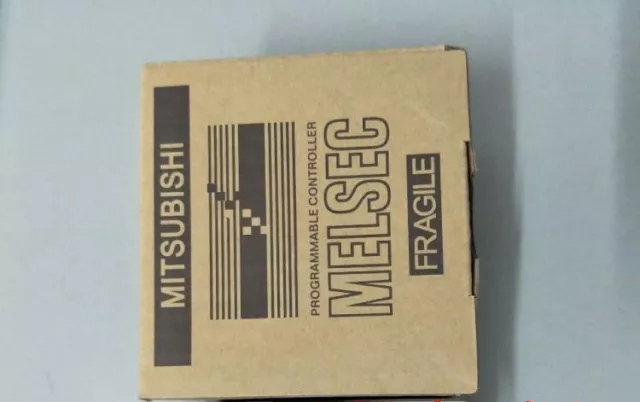 MITSUBISHI
PROGRAMMABLE CONTROLLER
MELSEC
FRAGILE